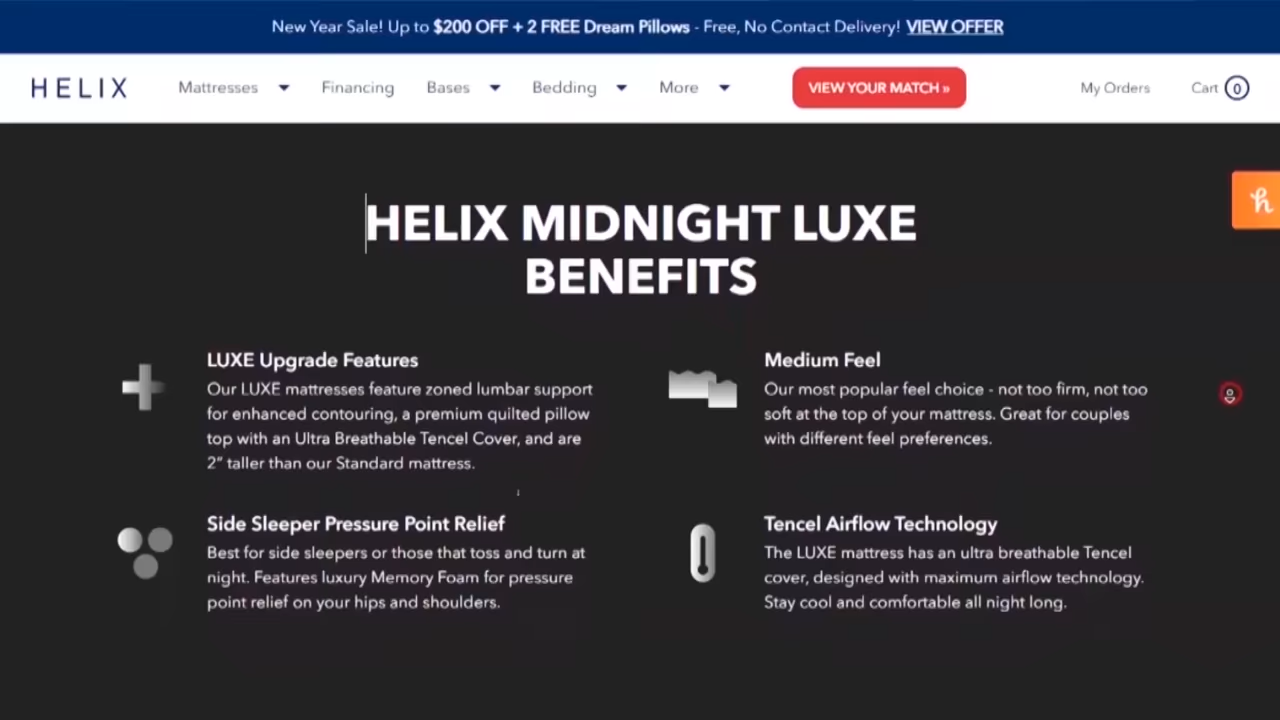 New Year Sale! Up to $200 OFF + 2 FREE Dream Pillows - Free, No Contact Delivery! VIEW OFFER
HELIX Mattresses Financing Bases Bedding More VIEW YOUR MATCH » My Orders Cart 0
HELIX MIDNIGHT LUXE
BENEFITS
LUXE Upgrade Features
Our LUXE mattresses feature zoned lumbar support
for enhanced contouring, a premium quilted pillow
top with an Ultra Breathable Tencel Cover, and are
2" taller than our Standard mattress.
Medium Feel
Our most popular feel choice - not too firm, not too
soft at the top of your mattress. Great for couples
with different feel preferences.
Side Sleeper Pressure Point Relief
Best for side sleepers or those that toss and turn at
night. Features luxury Memory Foam for pressure
point relief on your hips and shoulders.
Tencel Airflow Technology
The LUXE mattress has an ultra breathable Tencel
cover, designed with maximum airflow technology.
Stay cool and comfortable all night long.
h